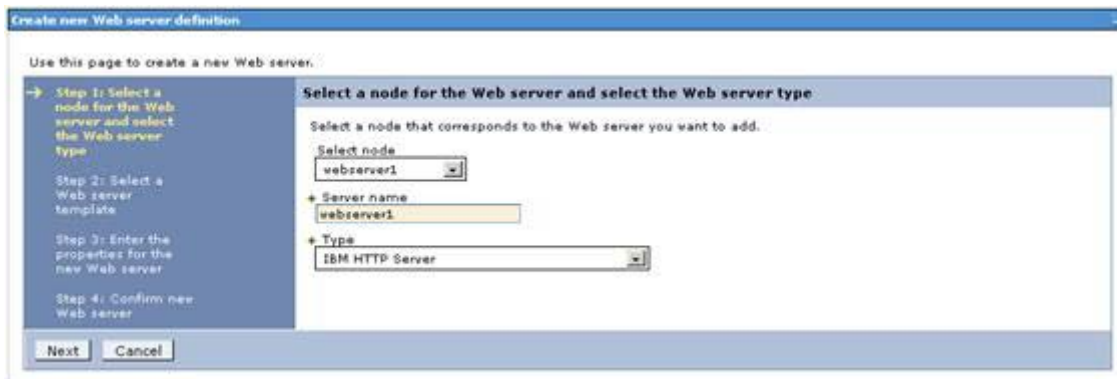 Create new Web server definition
Use this page to create a new Web server.
Step 1: Select a
node for the Web
server and select
the Web server
type
Step 2: Select a
Web server
template
Step 3: Enter the
properties for the
new Web server
Step 4: Confirm new
Web server
Select a node for the Web server and select the Web server type
Select a node that corresponds to the Web server you want to add.
Select node
webserver1
Server name
webserver1
Type
IBM HTTP Server
Next
Cancel